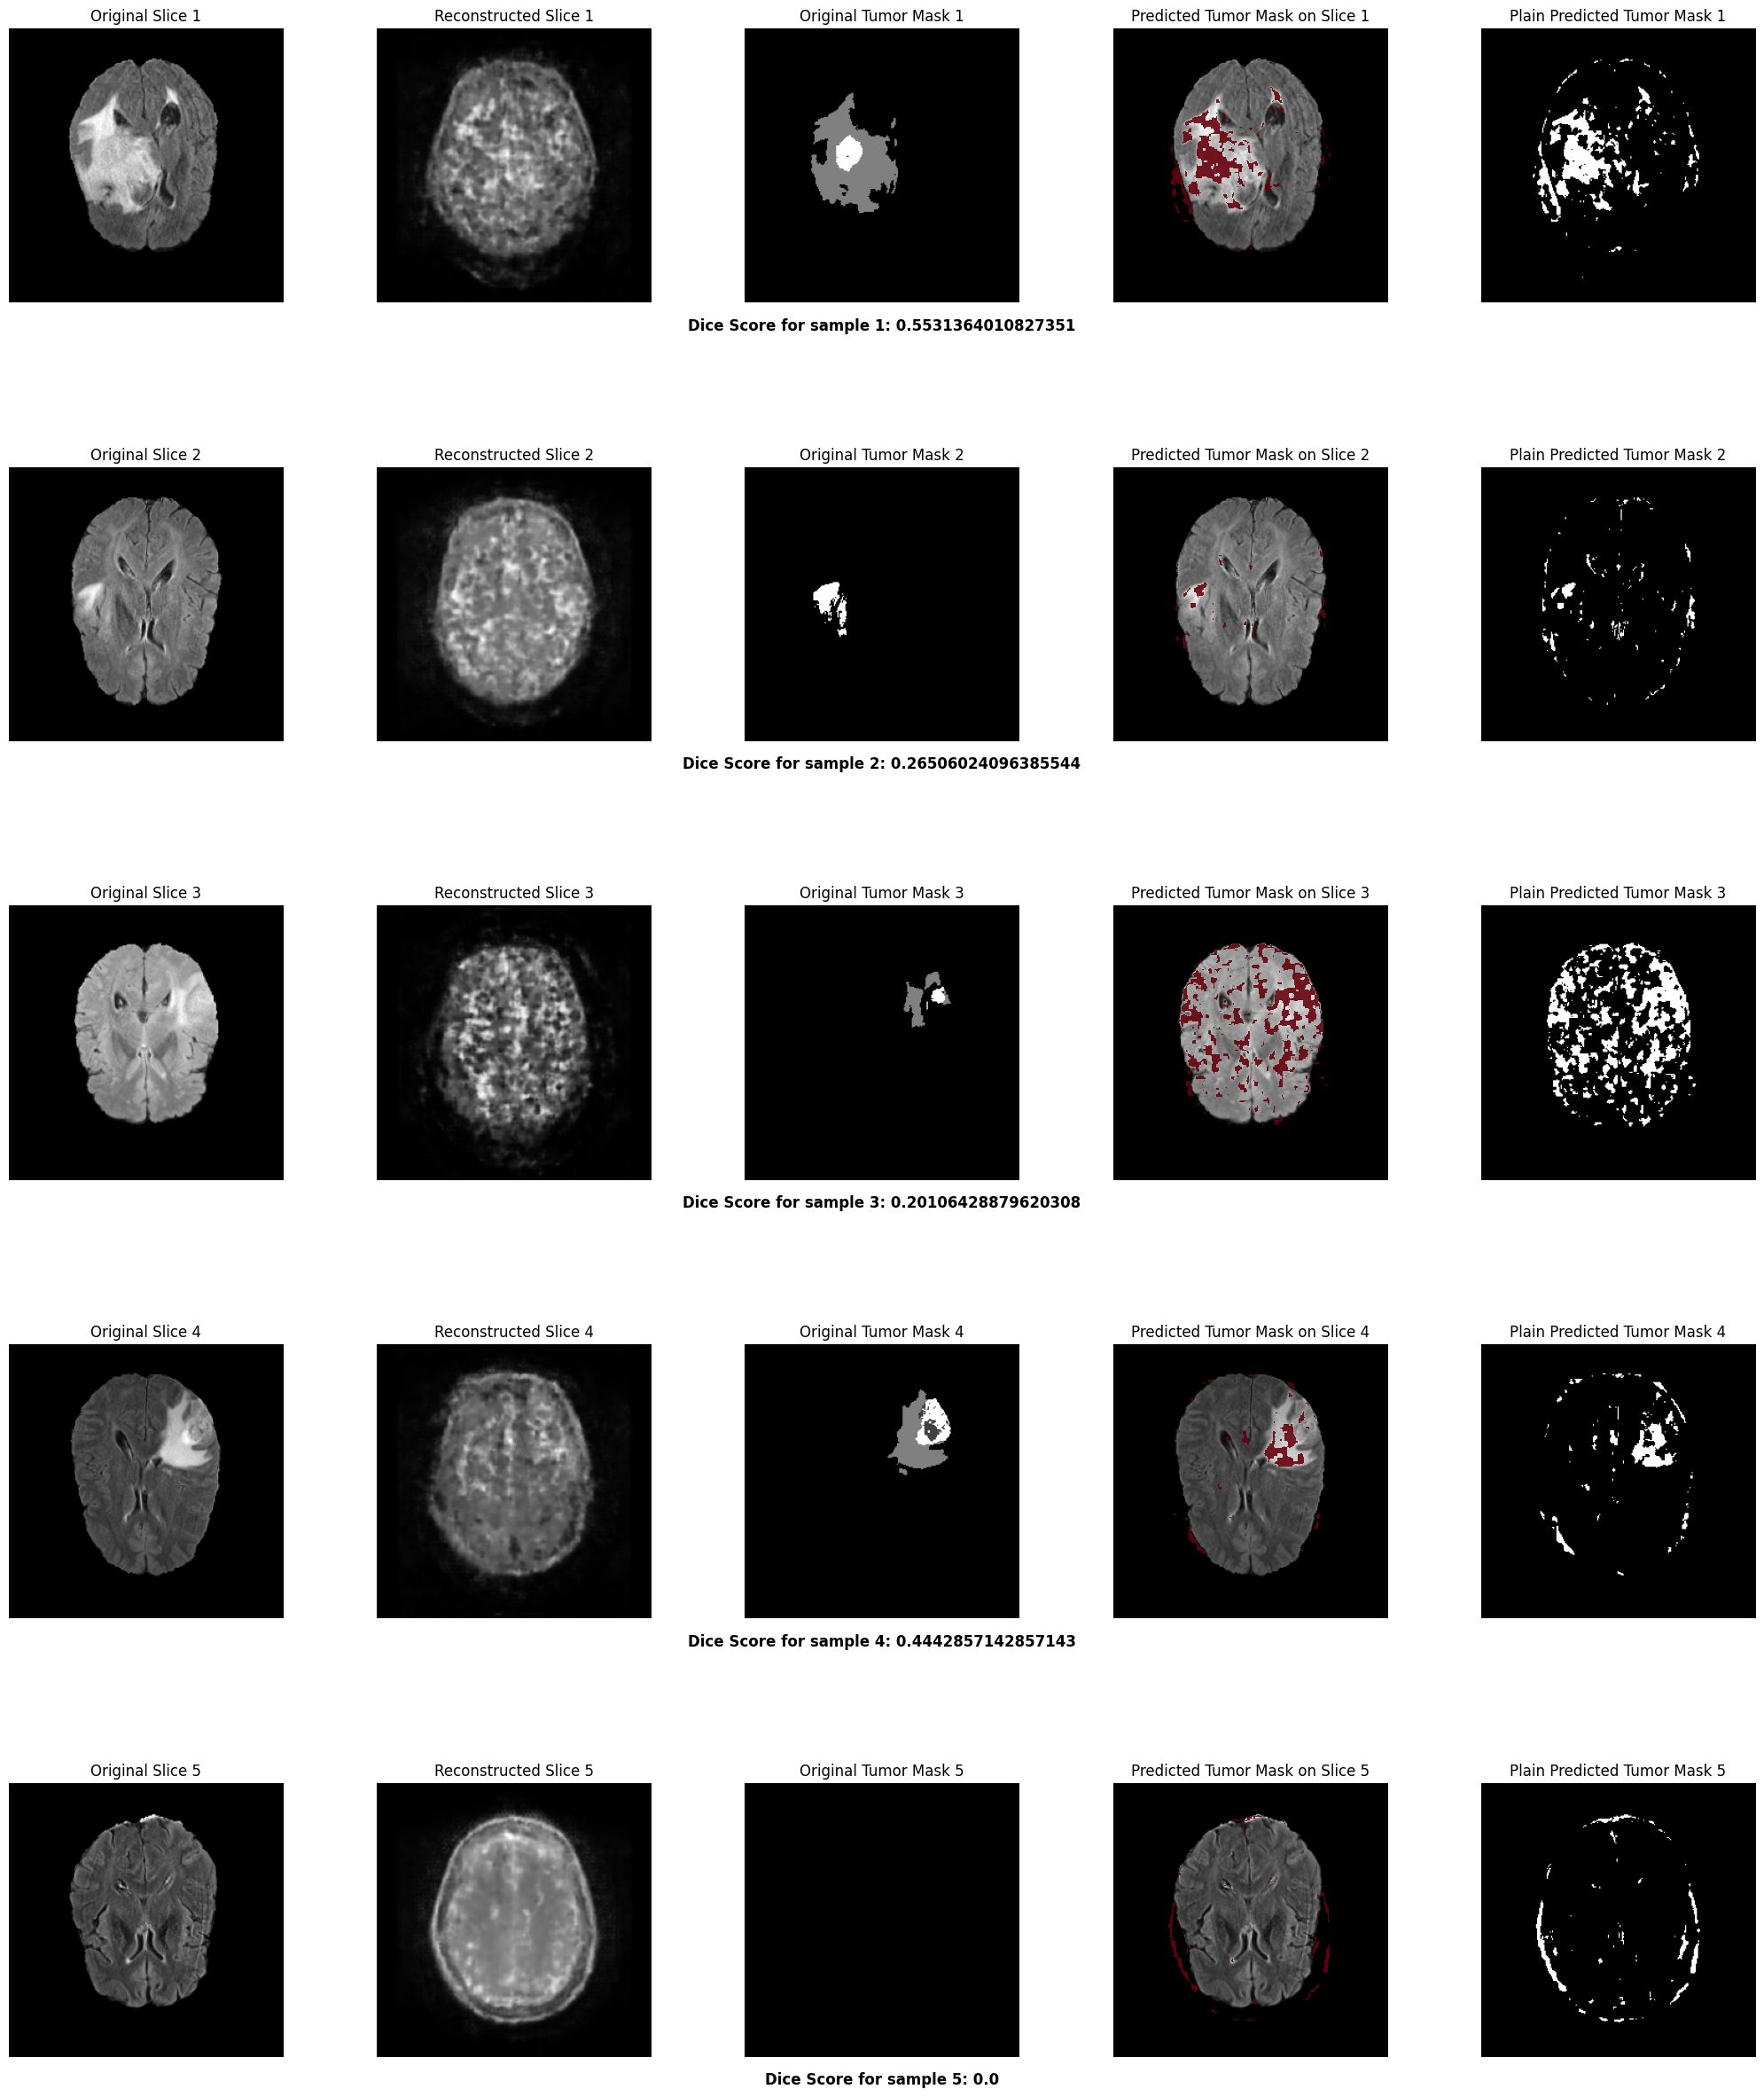 Original Slice 1 Reconstructed Slice 1 Original Tumor Mask 1 Predicted Tumor Mask on Slice 1 Plain Predicted Tumor Mask 1
Dice Score for sample 1: 0.5531364010827351
Original Slice 2 Reconstructed Slice 2 Original Tumor Mask 2 Predicted Tumor Mask on Slice 2 Plain Predicted Tumor Mask 2
Dice Score for sample 2: 0.26506024096385544
Original Slice 3 Reconstructed Slice 3 Original Tumor Mask 3 Predicted Tumor Mask on Slice 3 Plain Predicted Tumor Mask 3
Dice Score for sample 3: 0.20106428879620308
Original Slice 4 Reconstructed Slice 4 Original Tumor Mask 4 Predicted Tumor Mask on Slice 4 Plain Predicted Tumor Mask 4
Dice Score for sample 4: 0.4442857142857143
Original Slice 5 Reconstructed Slice 5 Original Tumor Mask 5 Predicted Tumor Mask on Slice 5 Plain Predicted Tumor Mask 5
Dice Score for sample 5: 0.0